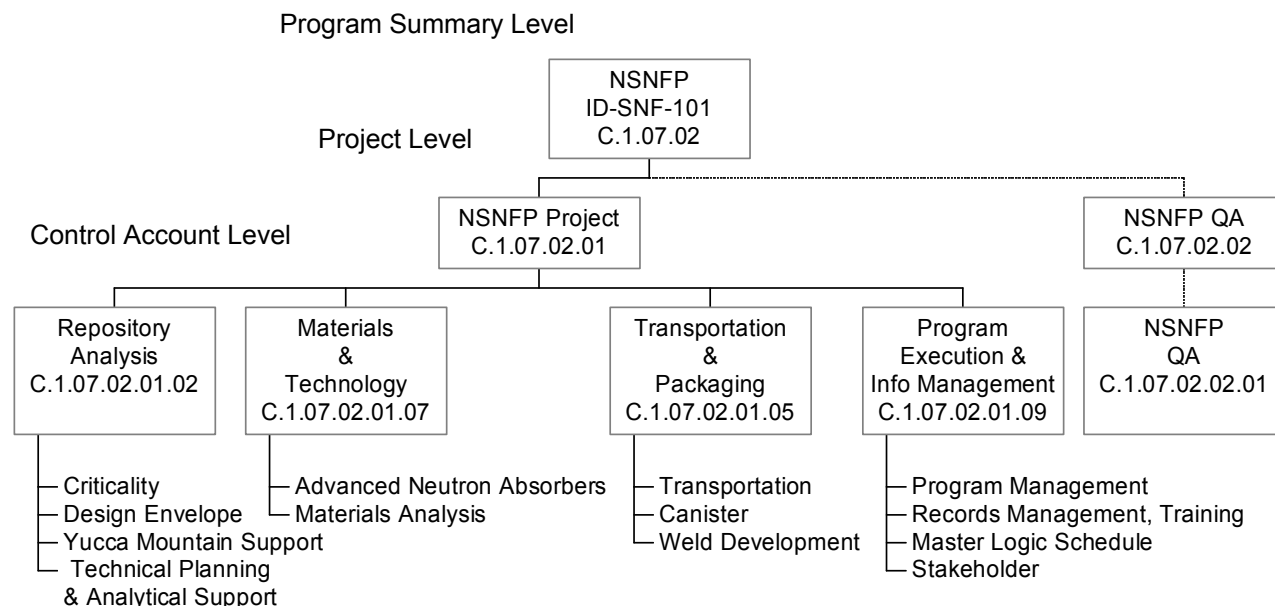 Program Summary Level
NSNFP
ID-SNF-101
C.1.07.02
Project Level
NSNFP Project
C.1.07.02.01
NSNFP QA
C.1.07.02.02
Control Account Level
Repository
Analysis
C.1.07.02.01.02
Materials
&
Technology
C.1.07.02.01.07
Transportation
&
Packaging
C.1.07.02.01.05
Program
Execution &
Info Management
C.1.07.02.01.09
NSNFP
QA
C.1.07.02.02.01
Criticality
Design Envelope
Yucca Mountain Support
Technical Planning
& Analytical Support
Advanced Neutron Absorbers
Materials Analysis
Transportation
Canister
Weld Development
Program Management
Records Management, Training
Master Logic Schedule
Stakeholder